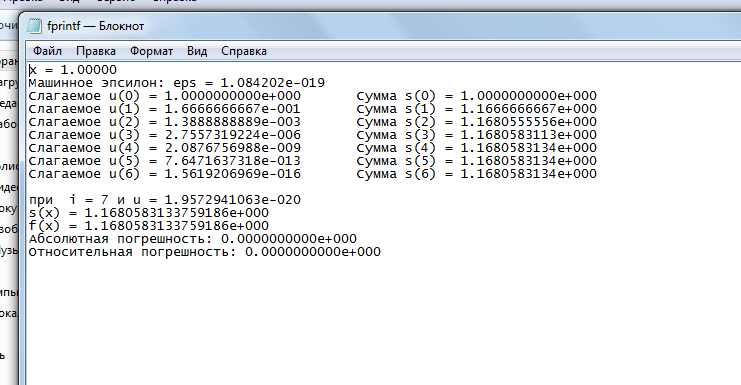 fprintf — Блокнот
Файл Правка Формат Вид Справка
x = 1.00000
Машинное эпсилон: eps = 1.084202e-019
Слагаемое u(0) = 1.0000000000e+000 Сумма s(0) = 1.0000000000e+000
Слагаемое u(1) = 1.6666666667e-001 Сумма s(1) = 1.1666666667e+000
Слагаемое u(2) = 1.3888888889e-003 Сумма s(2) = 1.1680555556e+000
Слагаемое u(3) = 2.7557319224e-006 Сумма s(3) = 1.1680583113e+000
Слагаемое u(4) = 2.0876756988e-009 Сумма s(4) = 1.1680583134e+000
Слагаемое u(5) = 7.6471637318e-013 Сумма s(5) = 1.1680583134e+000
Слагаемое u(6) = 1.5619206969e-016 Сумма s(6) = 1.1680583134e+000
при i = 7 и u = 1.9572941063e-020
s(x) = 1.1680583133759186e+000
f(x) = 1.1680583133759186e+000
Абсолютная погрешность: 0.0000000000e+000
Относительная погрешность: 0.0000000000e+000